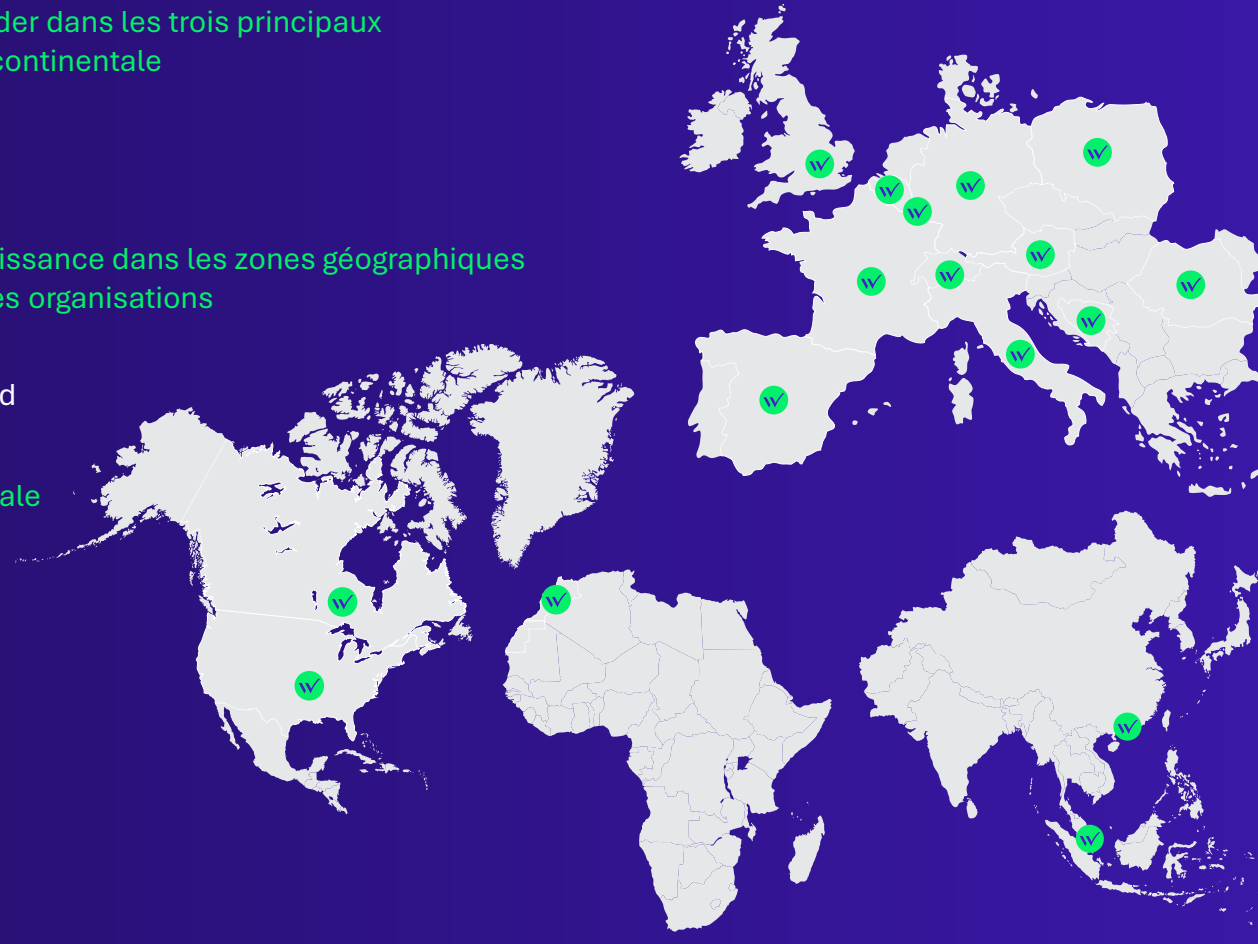 der dans les trois principaux
continentale
issance dans les zones géographiques
es organisations
d
ale